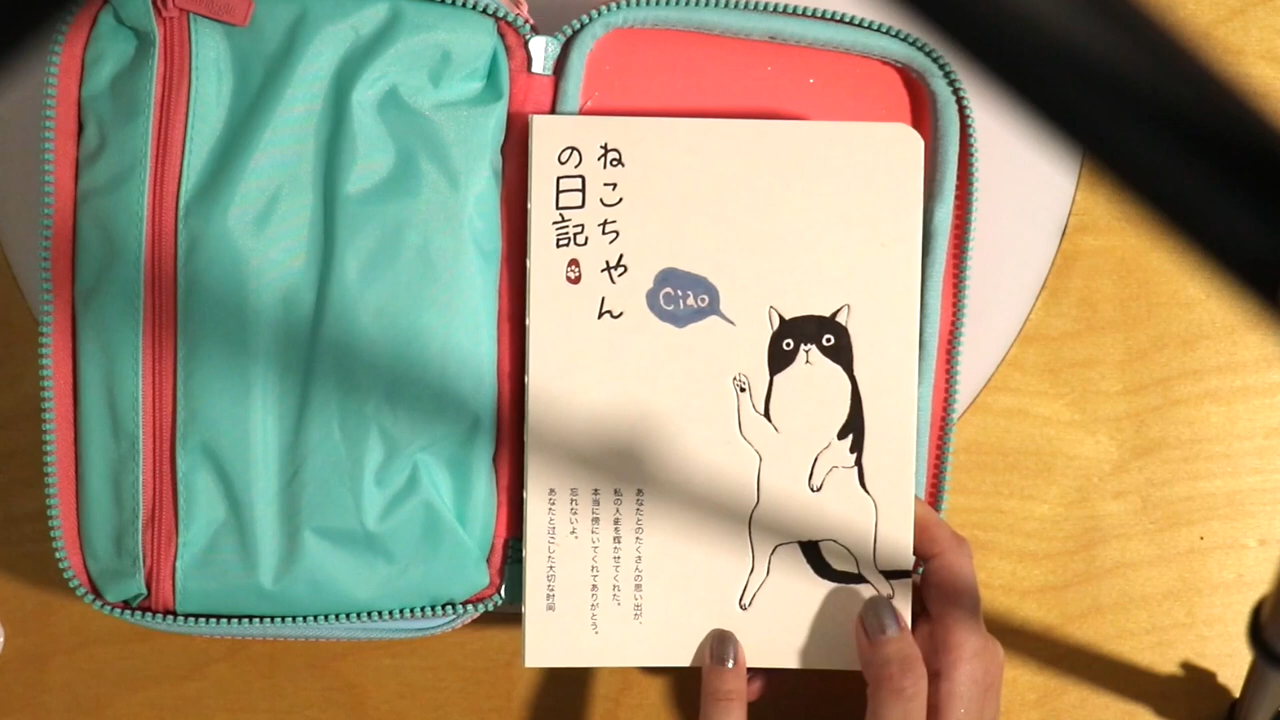 ねこちゃん
の日記
Ciao
あなたとのたくさんの思い出が、
私の人生を輝かせてくれた。
本当に傍にいてくれてありがとう。
忘れないよ。
あなたと過ごした大切な时间